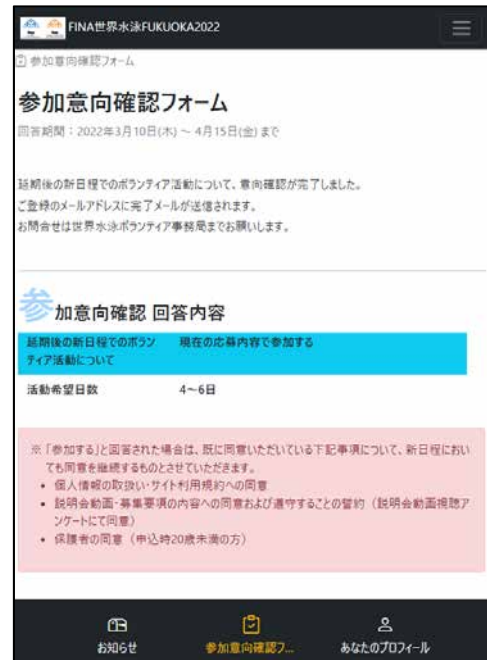 FINA世界水泳FUKUOKA2022
参加意向確認フォーム
参加意向確認フォーム
回答期間：2022年3月10日(木) ～ 4月15日(金) まで
延期後の新日程でのボランティア活動について、意向確認が完了しました。
ご登録のメールアドレスに完了メールが送信されます。
お問合せは世界水泳ボランティア事務局までお願いします。
参加意向確認 回答内容
延期後の新日程でのボラン 現在の応募内容で参加する
ティア活動について
活動希望日数 4～6日
※「参加する」と回答された場合は、既に同意いただいている下記事項について、新日程におい
ても同意を継続するものとさせていただきます。
• 個人情報の取扱い・サイト利用規約への同意
• 説明会動画・募集要項の内容への同意および遵守することの誓約（説明会動画視聴ア
ンケートにて同意）
• 保護者の同意（申込時20歳未満の方）
お知らせ 参加意向確認フ... あなたのプロフィール